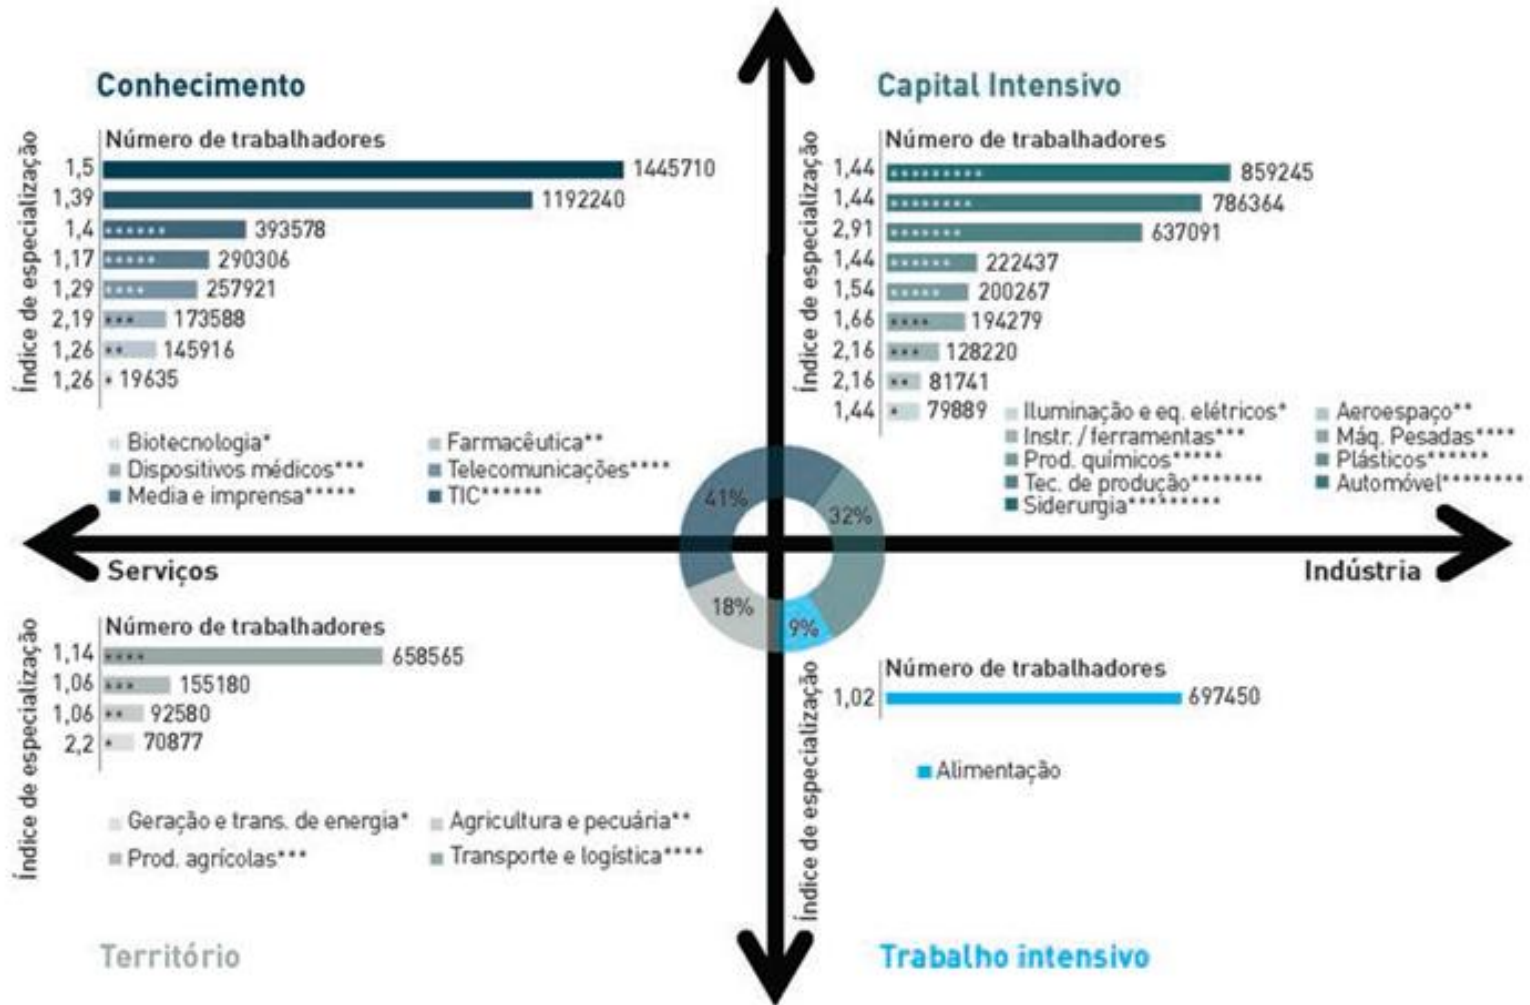 Conhecimento
Índice de especialização
Número de trabalhadores
1,5 1445710
1,39 1192240
1,4 ****** 393578
1,17 ***** 290306
1,29 **** 257921
2,19 *** 173588
1,26 ** 145916
1,26 * 19635
Biotecnologia* Farmacêutica**
Dispositivos médicos*** Telecomunicações****
Media e imprensa***** TIC******
Capital Intensivo
Índice de especialização
Número de trabalhadores
1,44 ********* 859245
1,44 ******** 786364
2,91 ******* 637091
1,44 ****** 222437
1,54 ***** 200267
1,66 **** 194279
2,16 *** 128220
2,16 ** 81741
1,44 * 79889
Iluminação e eq. elétricos* Aeroespaço**
Instr. / ferramentas*** Máq. Pesadas****
Prod. químicos***** Plásticos******
Tec. de produção******* Automóvel********
Siderurgia*********
41%
32%
18%
9%
Serviços
Indústria
Índice de especialização
Número de trabalhadores
1,14 **** 658565
1,06 *** 155180
1,06 ** 92580
2,2 * 70877
Geração e trans. de energia* Agricultura e pecuária**
Prod. agrícolas*** Transporte e logística****
Território
Índice de especialização
Número de trabalhadores
1,02 697450
Alimentação
Trabalho intensivo